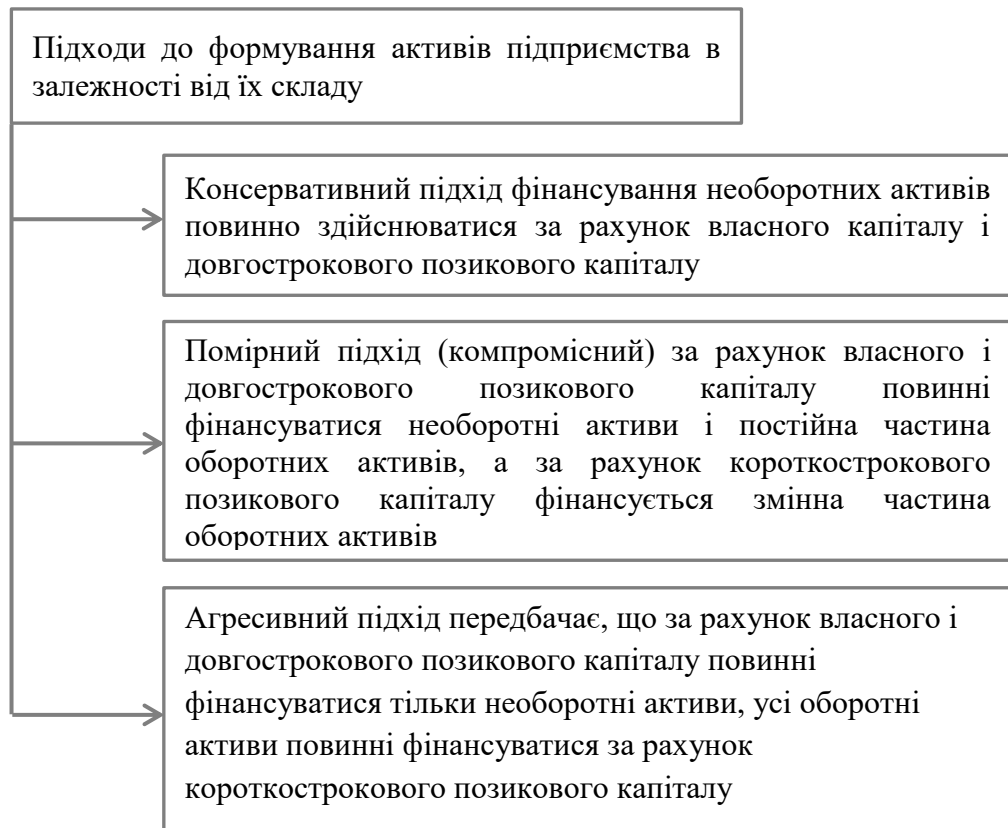 Підходи до формування активів підприємства в
залежності від їх складу
Консервативний підхід фінансування необоротних активів
повинно здійснюватися за рахунок власного капіталу і
довгострокового позикового капіталу
Помірний підхід (компромісний) за рахунок власного і
довгострокового позикового капіталу повинні
фінансуватися необоротні активи і постійна частина
оборотних активів, а за рахунок короткострокового
позикового капіталу фінансується змінна частина
оборотних активів
Агресивний підхід передбачає, що за рахунок власного і
довгострокового позикового капіталу повинні
фінансуватися тільки необоротні активи, усі оборотні
активи повинні фінансуватися за рахунок
короткострокового позикового капіталу